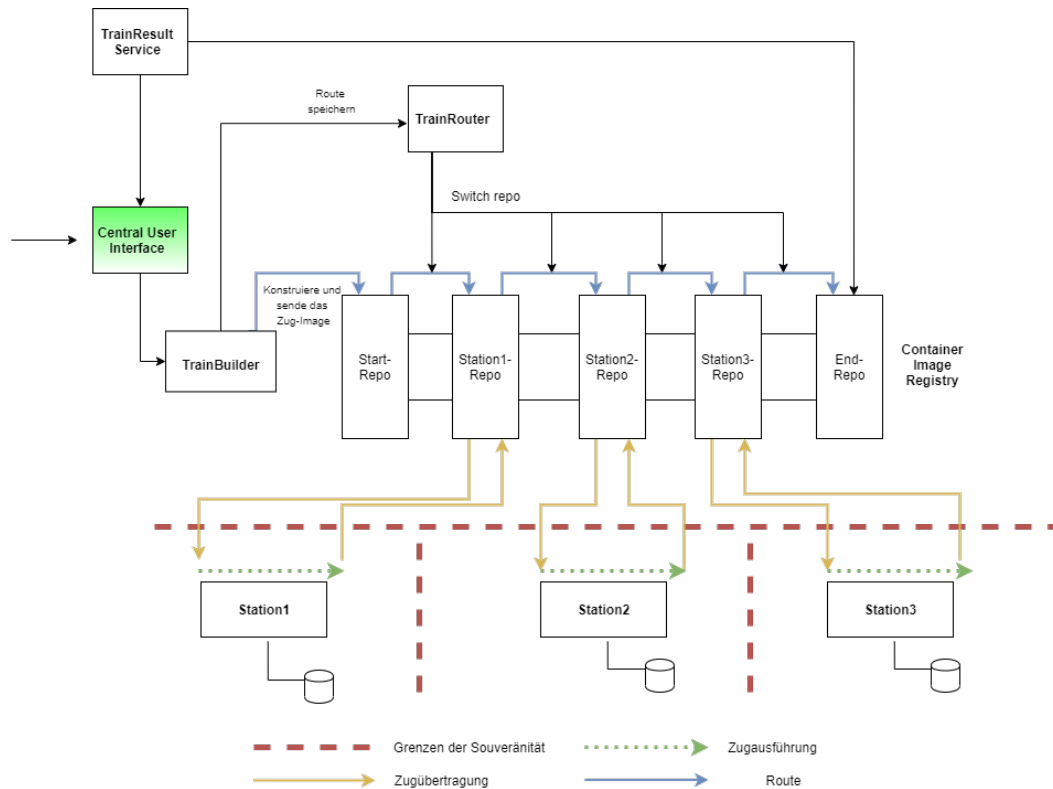 TrainResult
Service
Route
speichern
TrainRouter
Switch repo
Central User
Interface
Konstruiere und
sende das
Zug-Image
TrainBuilder
Start-
Repo
Station1-
Repo
Station2-
Repo
Station3-
Repo
End-
Repo
Container
Image
Registry
Station1
Station2
Station3
Grenzen der Souveränität
Zugausführung
Zugübertragung
Route